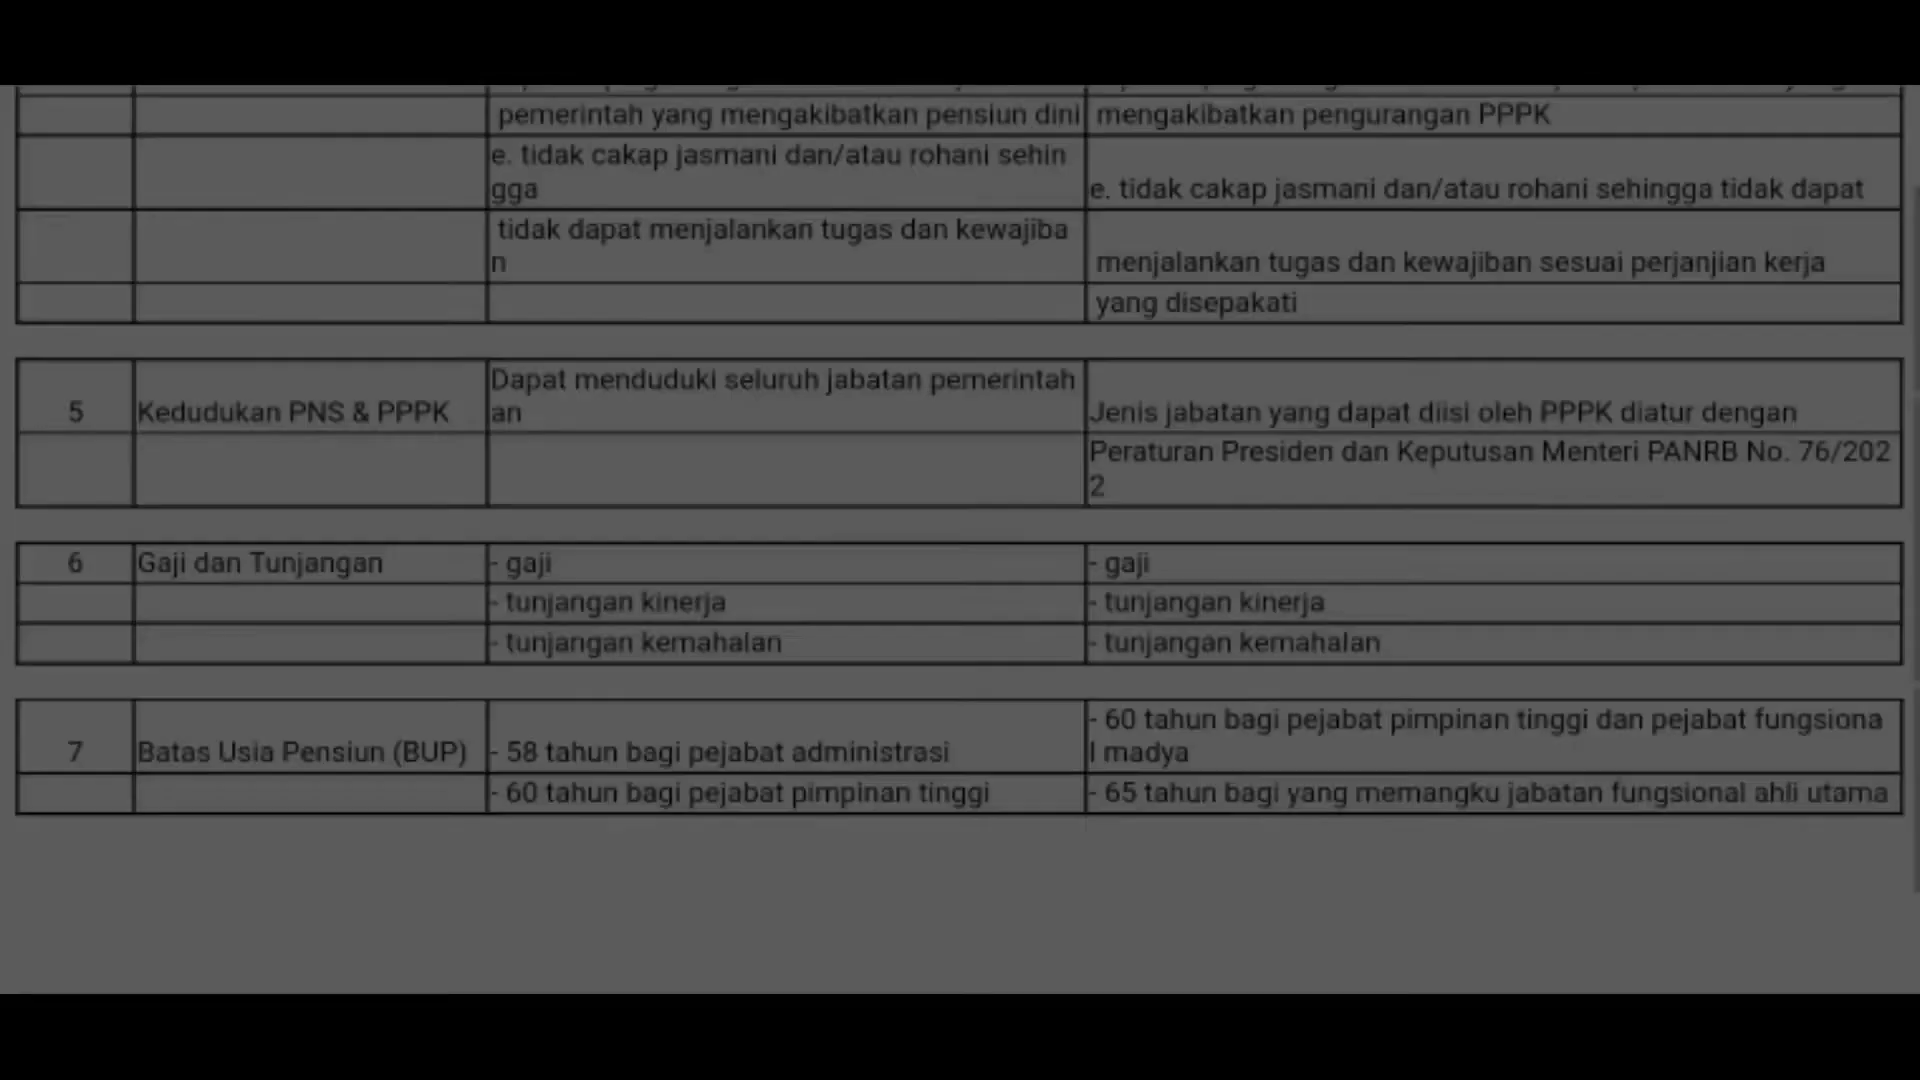 pemerintah yang mengakibatkan pensiun dini
mengakibatkan pengurangan PPPK
e. tidak cakap jasmani dan/atau rohani sehin
gga
e. tidak cakap jasmani dan/atau rohani sehingga tidak dapat
tidak dapat menjalankan tugas dan kewajiba
n
menjalankan tugas dan kewajiban sesuai perjanjian kerja
yang disepakati
5
Kedudukan PNS & PPPK
Dapat menduduki seluruh jabatan pemerintah
an
Jenis jabatan yang dapat diisi oleh PPPK diatur dengan
Peraturan Presiden dan Keputusan Menteri PANRB No. 76/202
2
6
Gaji dan Tunjangan
- gaji
- gaji
- tunjangan kinerja
- tunjangan kinerja
- tunjangan kemahalan
- tunjangan kemahalan
7
Batas Usia Pensiun (BUP)
- 58 tahun bagi pejabat administrasi
- 60 tahun bagi pejabat pimpinan tinggi dan pejabat fungsiona
l madya
- 60 tahun bagi pejabat pimpinan tinggi
- 65 tahun bagi yang memangku jabatan fungsional ahli utama